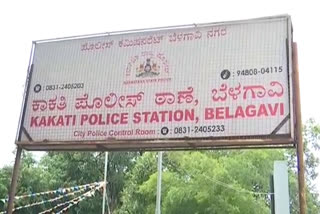 ಪೊಲೀಸ್ ಕಮಿಷನರೇಟ್ ಬೆಳಗಾವಿ ನಗರ
0831-2405203
94808-04115
ಕಾಕತಿ ಪೊಲೀಸ್ ಠಾಣೆ, ಬೆಳಗಾವಿ
KAKATI POLICE STATION, BELAGAVI
City Police Control Room : 0831-2405233